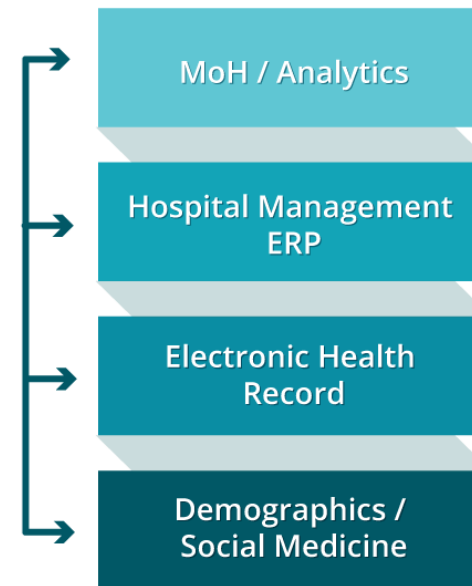 MoH / Analytics
Hospital Management
ERP
Electronic Health
Record
Demographics /
Social Medicine